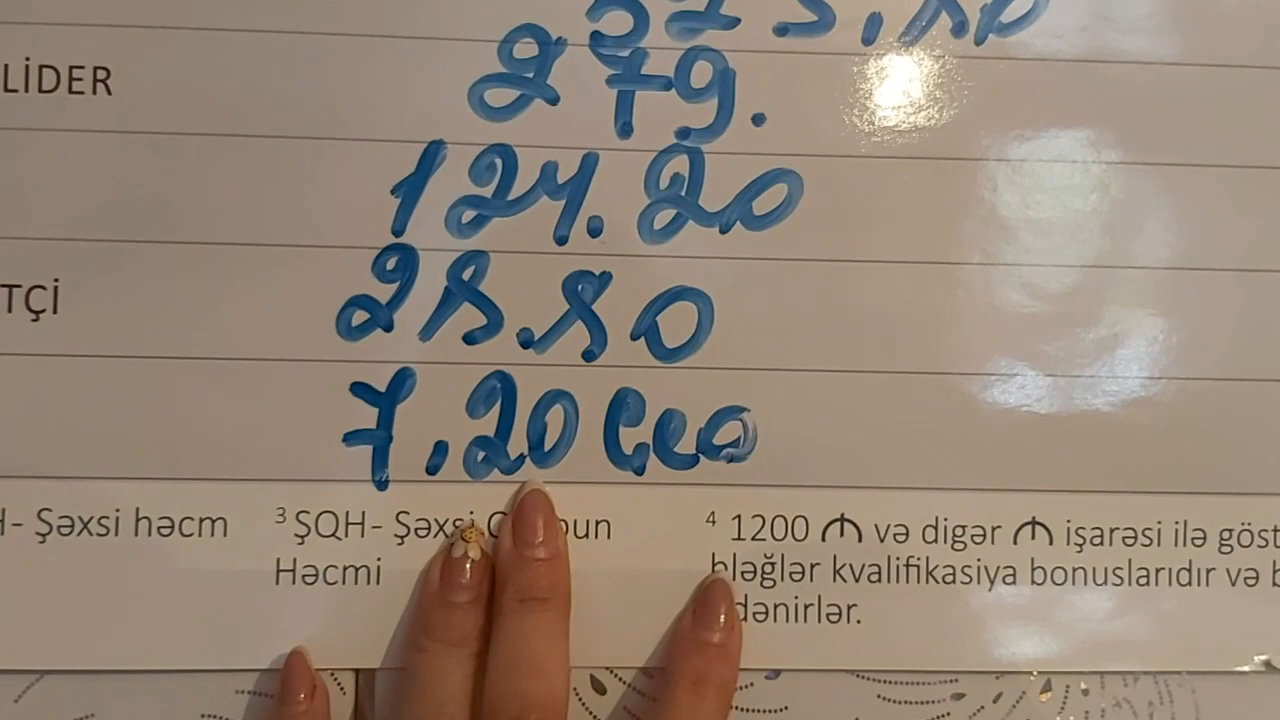 LİDER 279.
124.20
TÇİ 28.80
7.20
H- Şəxsi həcm
³ ŞQH- Şəxsi
Həcmi
⁴ 1200 ₼ və digər ₼ işarəsi ilə göst
bləğlər kvalifikasiya bonuslarıdır və b
dənirlər.